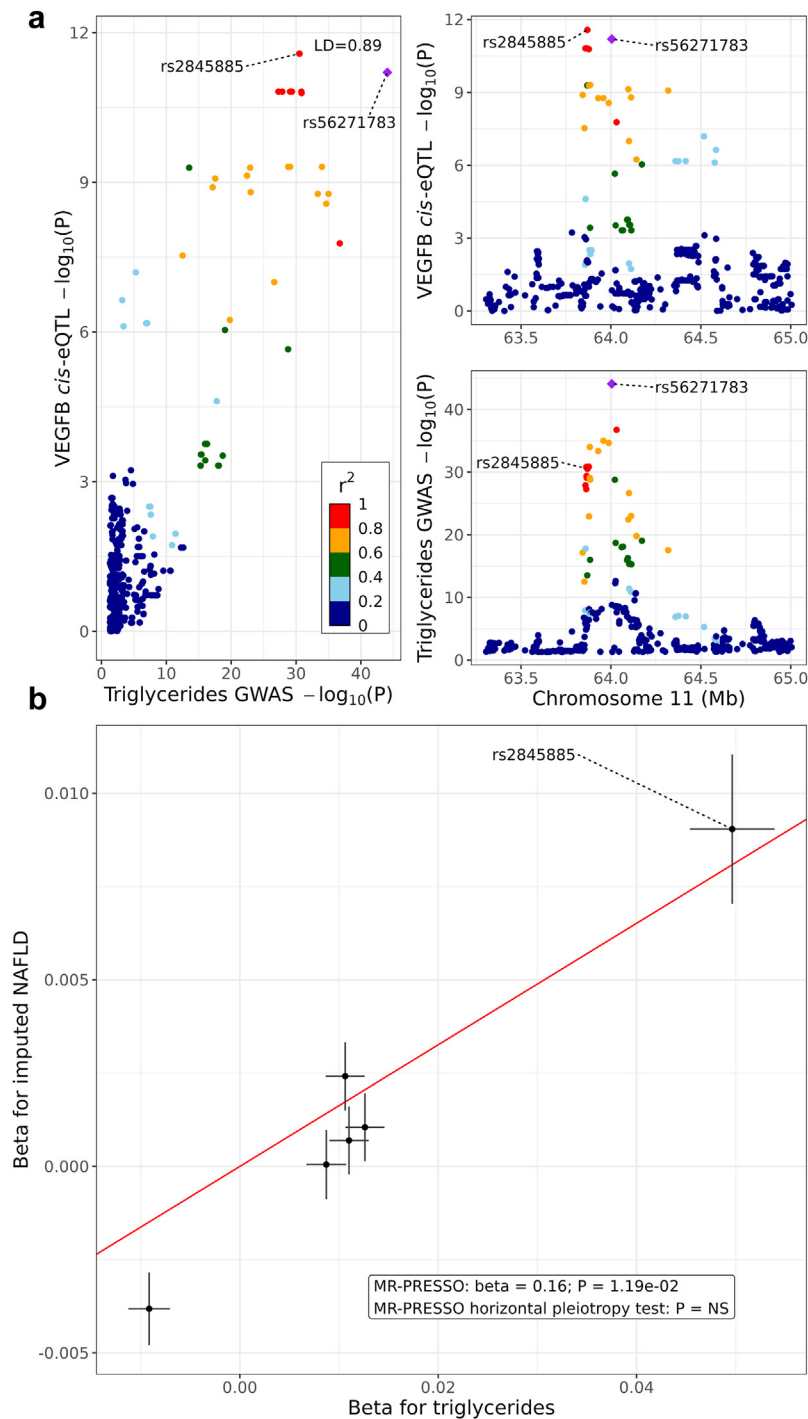 a
VEGFB cis-eQTL −log10(P)
12
9
6
3
0
rs2845885
LD=0.89
rs56271783
r2
1
0.8
0.6
0.4
0.2
0
0
10
20
30
40
Triglycerides GWAS −log10(P)
VEGFB cis-eQTL −log10(P)
12
9
6
3
0
rs2845885
rs56271783
63.5
64.0
64.5
65.0
Triglycerides GWAS −log10(P)
40
30
20
10
0
rs56271783
rs2845885
63.5
64.0
64.5
65.0
Chromosome 11 (Mb)
b
Beta for imputed NAFLD
0.010
0.005
0.000
-0.005
rs2845885
MR-PRESSO: beta = 0.16; P = 1.19e-02
MR-PRESSO horizontal pleiotropy test: P = NS
0.00
0.02
0.04
Beta for triglycerides